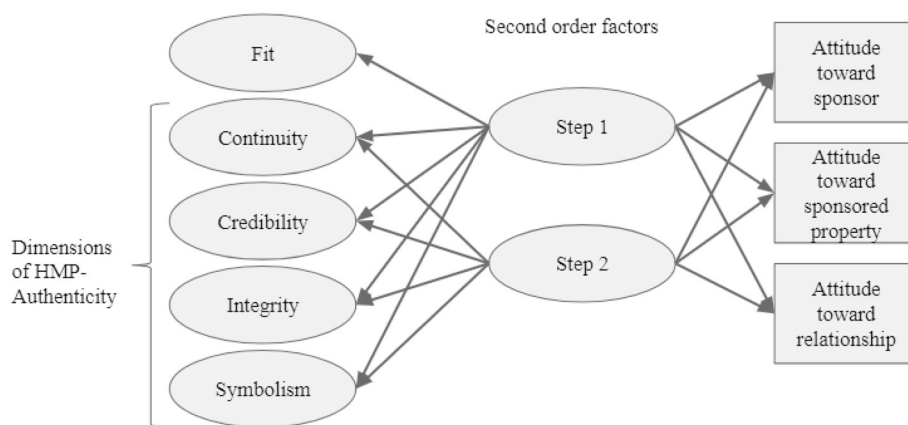 Second order factors
Fit
Continuity
Credibility
Integrity
Symbolism
Dimensions
of HMP-
Authenticity
Step 1
Step 2
Attitude
toward
sponsor
Attitude
toward
sponsored
property
Attitude
toward
relationship